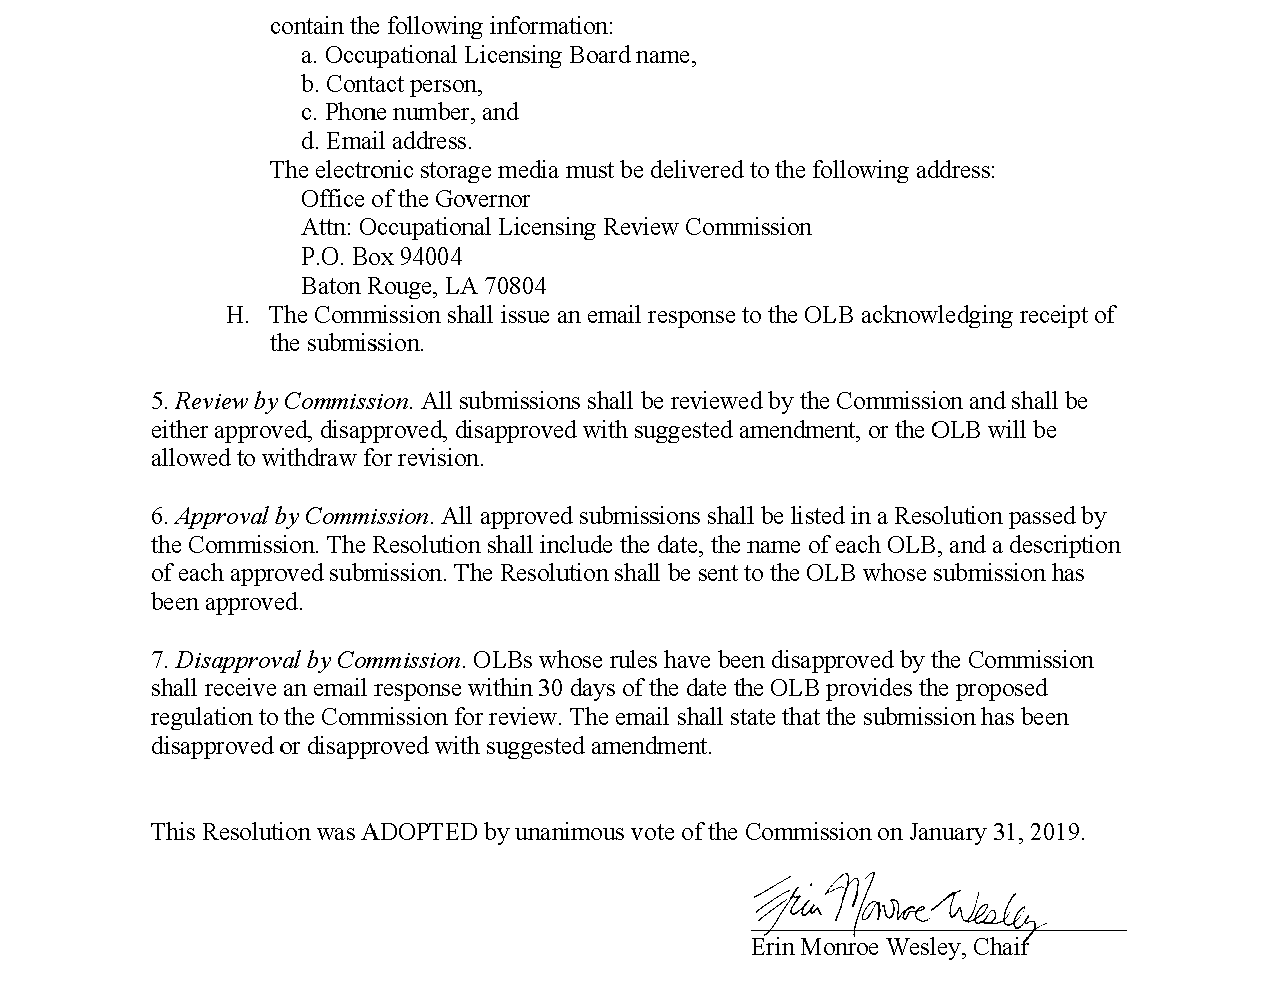 contain the following information:
a. Occupational Licensing Board name,
b. Contact person,
c. Phone number, and
d. Email address.
The electronic storage media must be delivered to the following address:
Office of the Governor
Attn: Occupational Licensing Review Commission
P.O. Box 94004
Baton Rouge, LA 70804
H. The Commission shall issue an email response to the OLB acknowledging receipt of
the submission.
5. Review by Commission. All submissions shall be reviewed by the Commission and shall be
either approved, disapproved, disapproved with suggested amendment, or the OLB will be
allowed to withdraw for revision.
6. Approval by Commission. All approved submissions shall be listed in a Resolution passed by
the Commission. The Resolution shall include the date, the name of each OLB, and a description
of each approved submission. The Resolution shall be sent to the OLB whose submission has
been approved.
7. Disapproval by Commission. OLBs whose rules have been disapproved by the Commission
shall receive an email response within 30 days of the date the OLB provides the proposed
regulation to the Commission for review. The email shall state that the submission has been
disapproved or disapproved with suggested amendment.
This Resolution was ADOPTED by unanimous vote of the Commission on January 31, 2019.
Erin Monroe Wesley
Erin Monroe Wesley, Chair